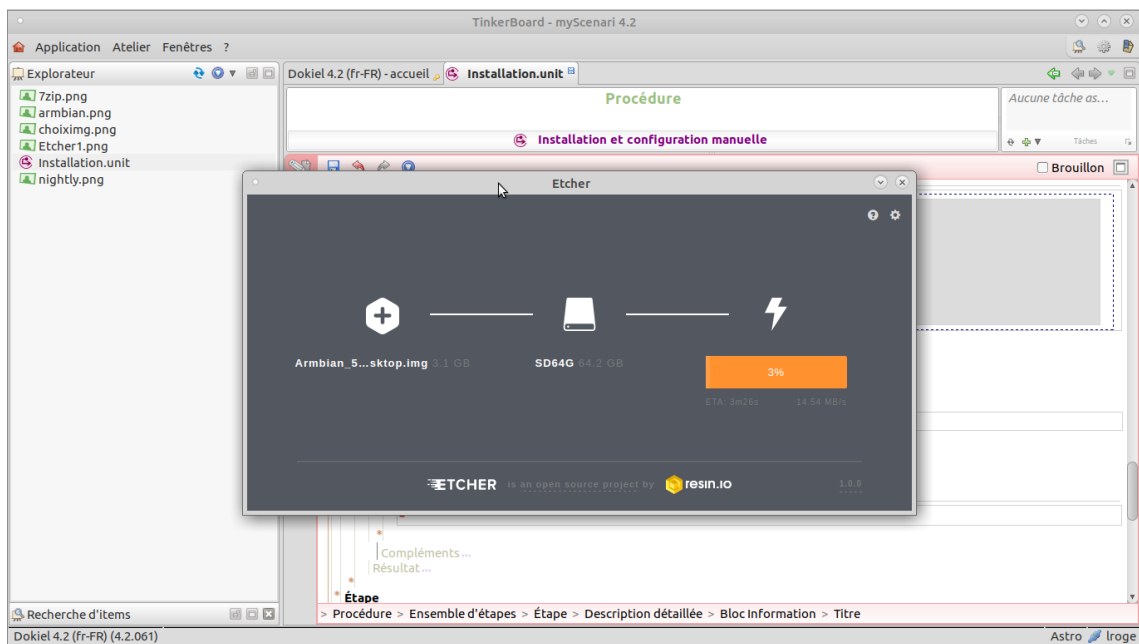 TinkerBoard - myScenari 4.2
Application Atelier Fenêtres ?
Explorateur
Dokiel 4.2 (fr-FR) - accueil
Installation.unit
7zip.png
armbian.png
choiximg.png
Etcher1.png
Installation.unit
nightly.png
Procédure
Aucune tâche as...
Installation et configuration manuelle
Tâches
Brouillon
Etcher
Armbian_5...sktop.img 3.1 GB
SD64G 64.2 GB
3%
ETA: 3m26s 14.54 MB/s
ETCHER is an open source project by resin.io 1.0.0
Compléments ...
Résultat ...
Étape
Recherche d'items
> Procédure > Ensemble d'étapes > Étape > Description détaillée > Bloc Information > Titre
Dokiel 4.2 (fr-FR) (4.2.061)
Astro lroge